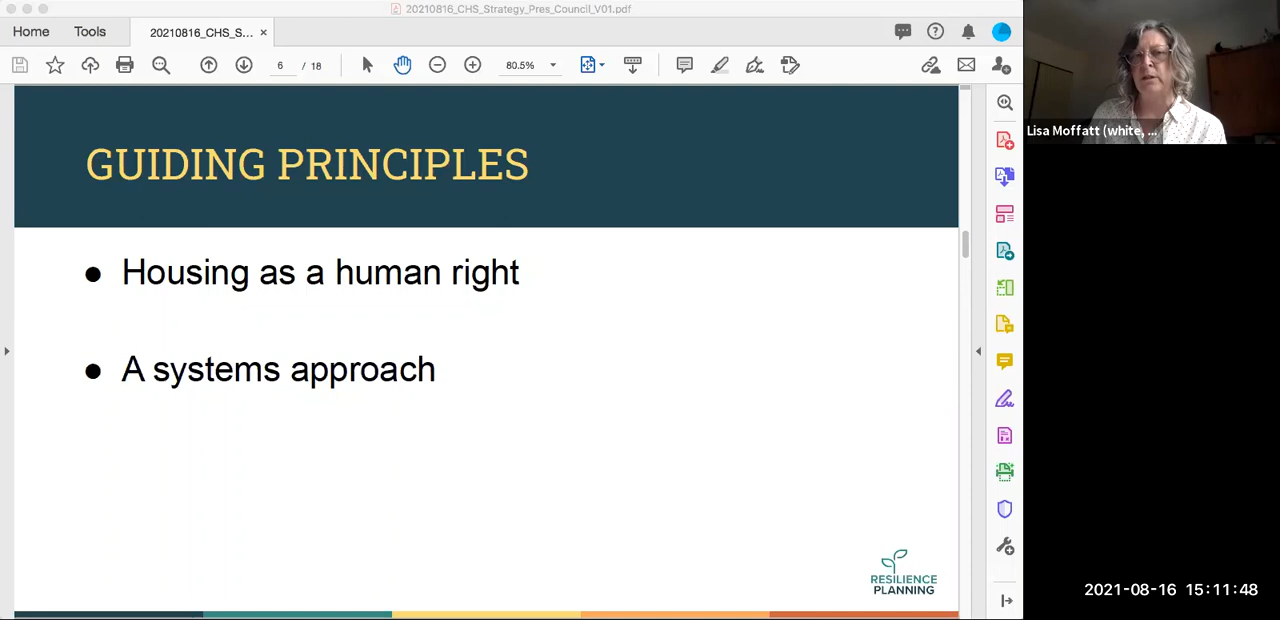 20210816_CHS_Strategy_Pres_Council_V01.pdf
Home Tools 20210816_CHS_S... ×
6 / 18 80.5%
Lisa Moffatt (white, ...
GUIDING PRINCIPLES
● Housing as a human right
● A systems approach
RESILIENCE
PLANNING
2021-08-16 15:11:48